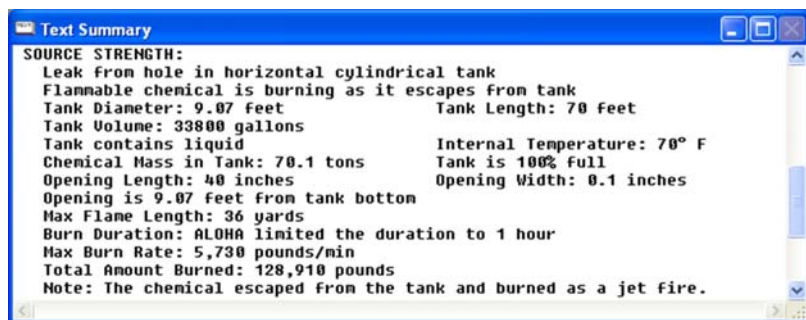 Text Summary
SOURCE STRENGTH:
Leak from hole in horizontal cylindrical tank
Flammable chemical is burning as it escapes from tank
Tank Diameter: 9.07 feet Tank Length: 70 feet
Tank Volume: 33800 gallons
Tank contains liquid Internal Temperature: 70° F
Chemical Mass in Tank: 70.1 tons Tank is 100% full
Opening Length: 40 inches Opening Width: 0.1 inches
Opening is 9.07 feet from tank bottom
Max Flame Length: 36 yards
Burn Duration: ALOHA limited the duration to 1 hour
Max Burn Rate: 5,730 pounds/min
Total Amount Burned: 128,910 pounds
Note: The chemical escaped from the tank and burned as a jet fire.